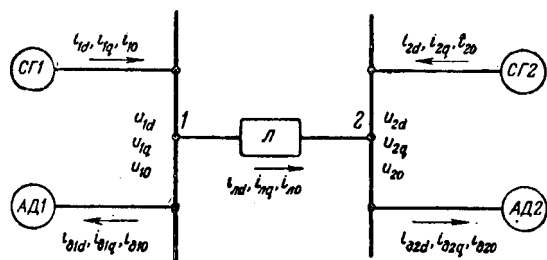 i1d, i1q, i10
i2d, i2q, i20
СГ1
СГ2
u1d
u1q
u10
1
Л
2
u2d
u2q
u20
iлd, iлq, iло
АД1
АД2
iд1d, iд1q, iд10
iд2d, iд2q, iд20